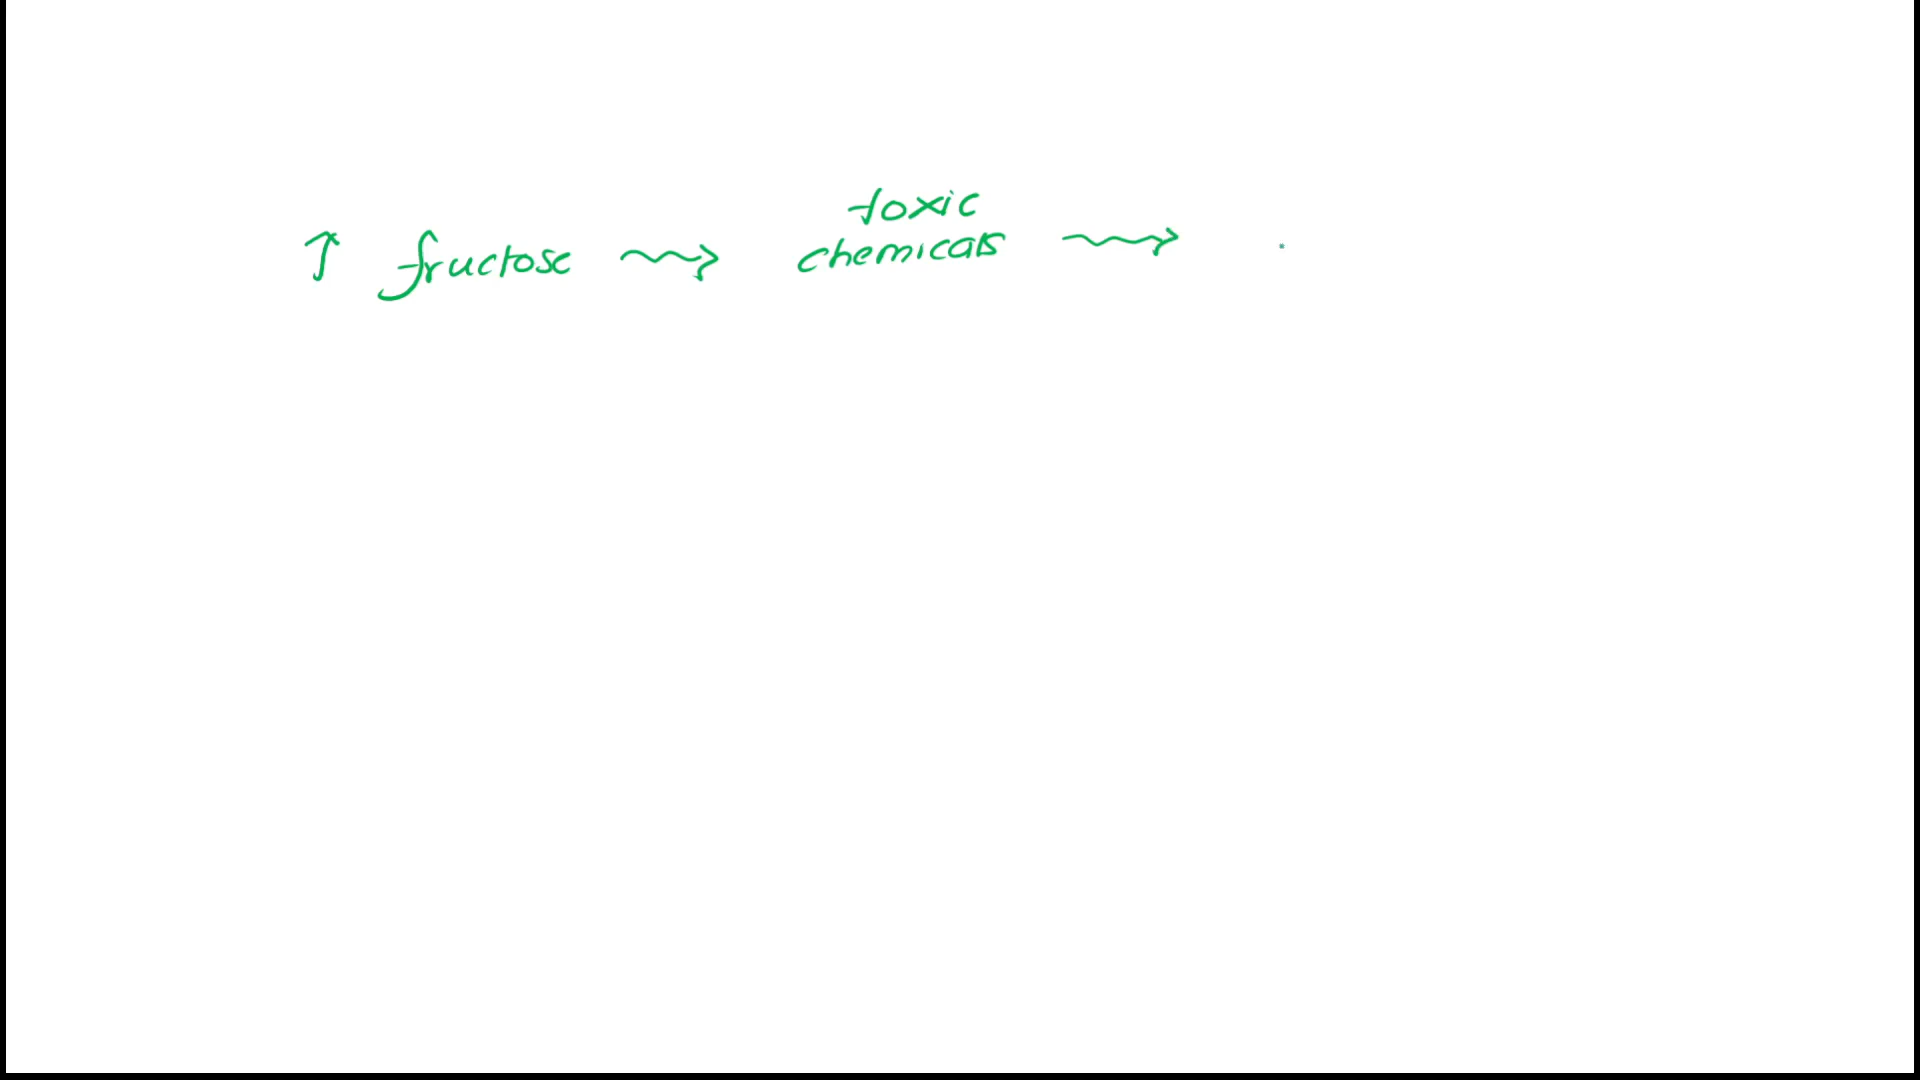 toxic
↑ fructose ⇝ chemicals ⇝